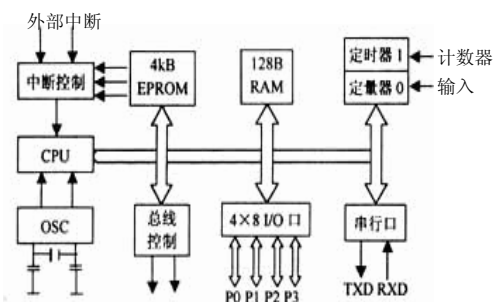 外部中断
中断控制
4kB
EPROM
128B
RAM
定时器 1
定量器 0
计数器
输入
CPU
OSC
总线
控制
4×8 I/O 口
串行口
P0 P1 P2 P3
TXD RXD